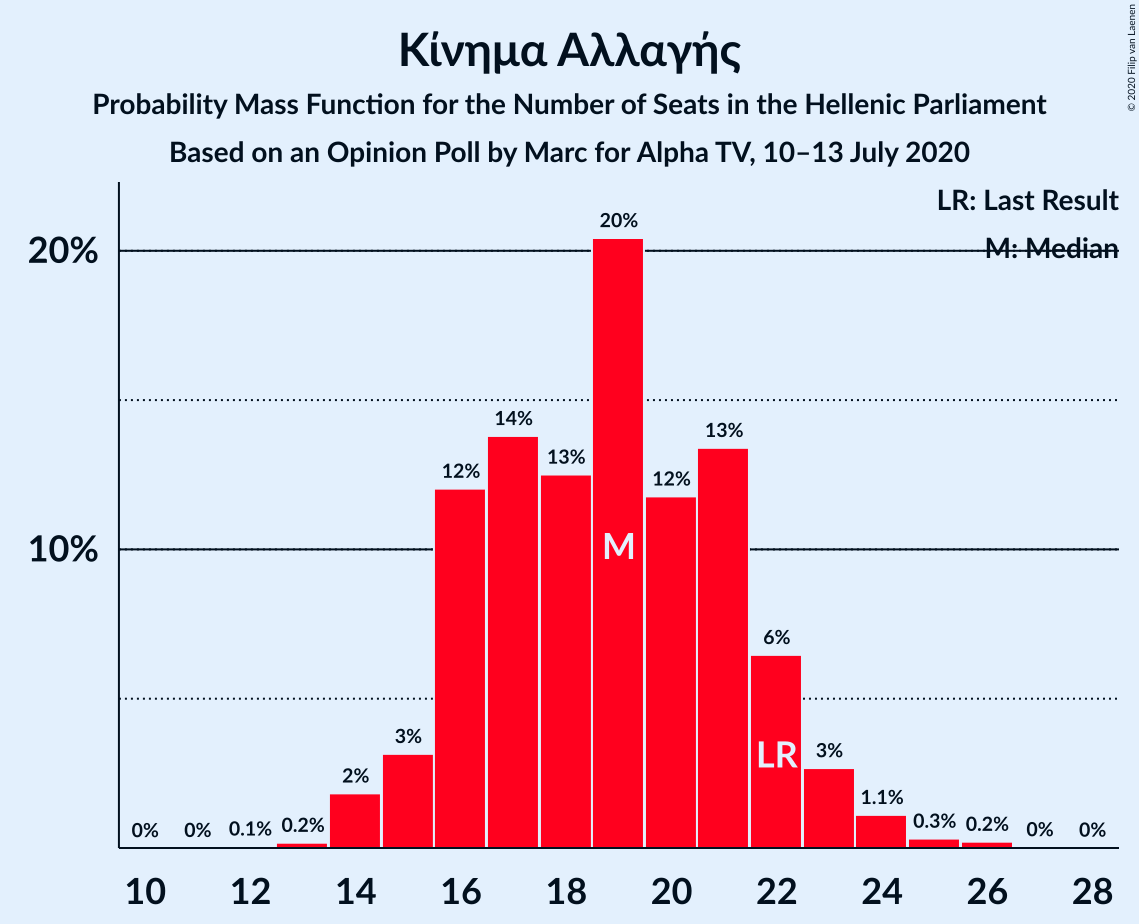 Κίνημα Αλλαγής
Probability Mass Function for the Number of Seats in the Hellenic Parliament
Based on an Opinion Poll by Marc for Alpha TV, 10–13 July 2020
© 2020 Filip van Laenen
LR: Last Result
M: Median
20%
10%
0%
0%
0.1%
0.2%
2%
3%
12%
14%
13%
20%
12%
13%
6%
3%
1.1%
0.3%
0.2%
0%
0%
M
LR
10 12 14 16 18 20 22 24 26 28